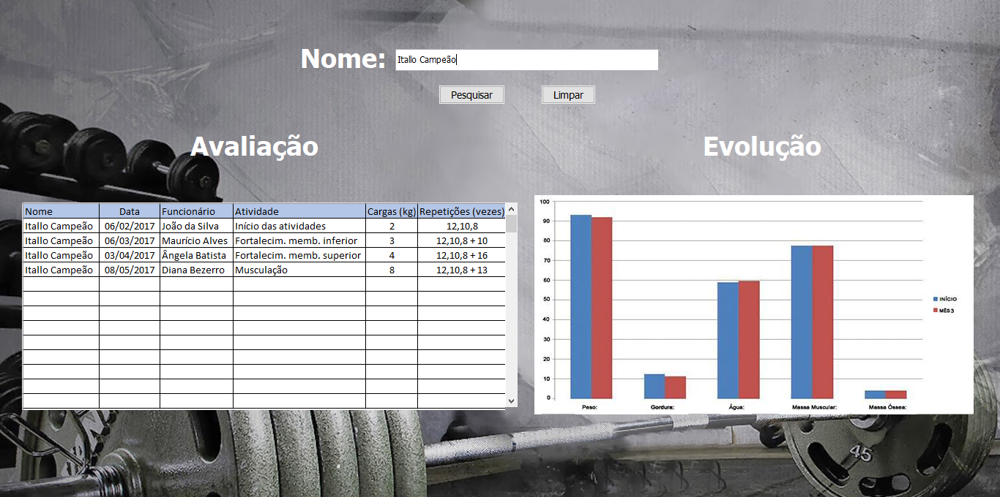 Nome: Itallo Campeão
Pesquisar Limpar
Avaliação
Nome Data Funcionário Atividade Cargas (kg) Repetições (vezes)
Itallo Campeão 06/02/2017 João da Silva Início das atividades 2 12,10,8
Itallo Campeão 06/03/2017 Maurício Alves Fortalecim. memb. inferior 3 12,10,8 + 10
Itallo Campeão 03/04/2017 Ângela Batista Fortalecim. memb. superior 4 12,10,8 + 16
Itallo Campeão 08/05/2017 Diana Bezerro Musculação 8 12,10,8 + 13
Evolução
100
90
80
70
60
50
40
30
20
10
0
Peso: Gordura: Água: Massa Muscular: Massa Óssea:
INÍCIO
MÊS 3
45